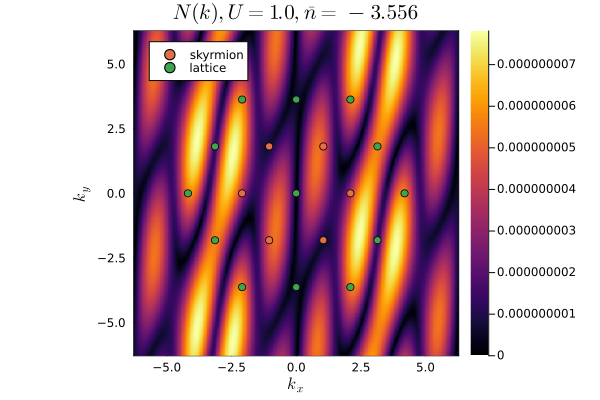 N(k), U = 1.0, n̄ = − 3.556
skyrmion
lattice
5.0
2.5
0.0
−2.5
−5.0
k_y
−5.0 −2.5 0.0 2.5 5.0
k_x
0.000000007
0.000000006
0.000000005
0.000000004
0.000000003
0.000000002
0.000000001
0